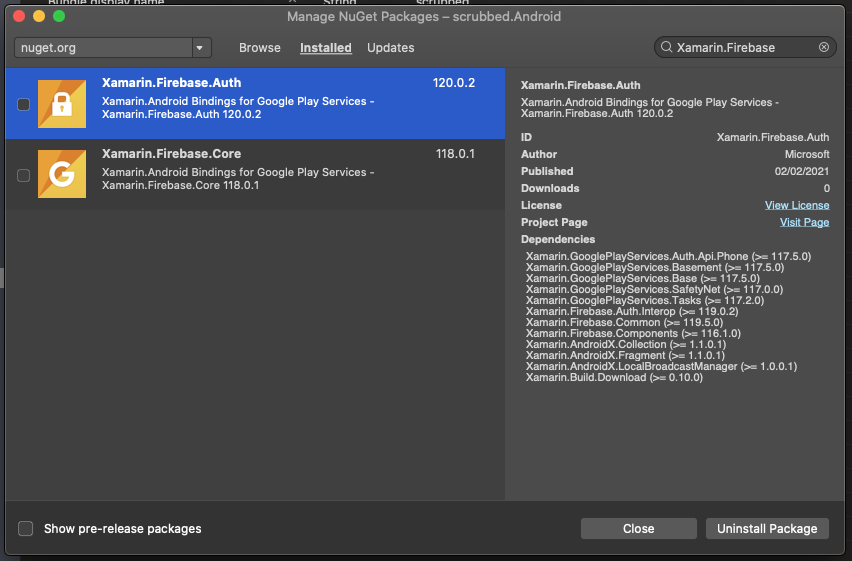 Bundle display name String scrubbed
Manage NuGet Packages – scrubbed.Android
nuget.org Browse Installed Updates Xamarin.Firebase
Xamarin.Firebase.Auth 120.0.2
Xamarin.Android Bindings for Google Play Services -
Xamarin.Firebase.Auth 120.0.2
G
Xamarin.Firebase.Core 118.0.1
Xamarin.Android Bindings for Google Play Services -
Xamarin.Firebase.Core 118.0.1
Xamarin.Firebase.Auth
Xamarin.Android Bindings for Google Play Services -
Xamarin.Firebase.Auth 120.0.2
ID Xamarin.Firebase.Auth
Author Microsoft
Published 02/02/2021
Downloads 0
License View License
Project Page Visit Page
Dependencies
Xamarin.GooglePlayServices.Auth.Api.Phone (>= 117.5.0)
Xamarin.GooglePlayServices.Basement (>= 117.5.0)
Xamarin.GooglePlayServices.Base (>= 117.5.0)
Xamarin.GooglePlayServices.SafetyNet (>= 117.0.0)
Xamarin.GooglePlayServices.Tasks (>= 117.2.0)
Xamarin.Firebase.Auth.Interop (>= 119.0.2)
Xamarin.Firebase.Common (>= 119.5.0)
Xamarin.Firebase.Components (>= 116.1.0)
Xamarin.AndroidX.Collection (>= 1.1.0.1)
Xamarin.AndroidX.Fragment (>= 1.1.0.1)
Xamarin.AndroidX.LocalBroadcastManager (>= 1.0.0.1)
Xamarin.Build.Download (>= 0.10.0)
Show pre-release packages Close Uninstall Package